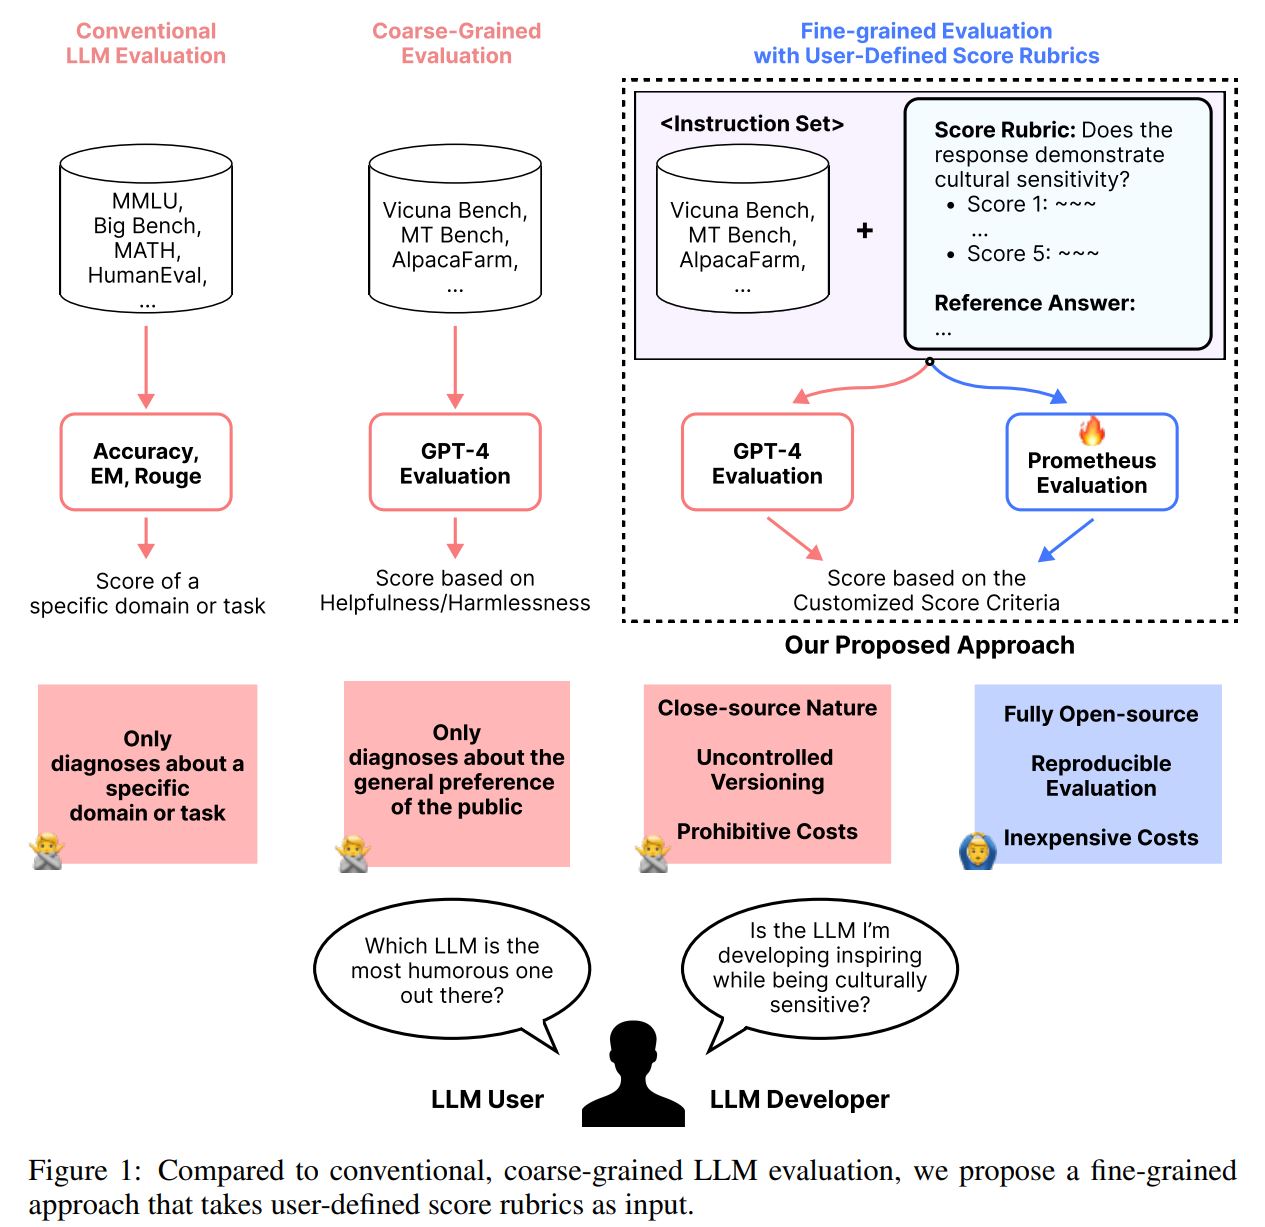 Conventional
LLM Evaluation
Coarse-Grained
Evaluation
Fine-grained Evaluation
with User-Defined Score Rubrics
MMLU,
Big Bench,
MATH,
HumanEval,
...
Vicuna Bench,
MT Bench,
AlpacaFarm,
...
<Instruction Set>
Vicuna Bench,
MT Bench,
AlpacaFarm,
...
+
Score Rubric: Does the
response demonstrate
cultural sensitivity?
• Score 1: ~~~
...
• Score 5: ~~~
Reference Answer:
...
Accuracy,
EM, Rouge
GPT-4
Evaluation
GPT-4
Evaluation
Prometheus
Evaluation
Score of a
specific domain or task
Score based on
Helpfulness/Harmlessness
Score based on the
Customized Score Criteria
Our Proposed Approach
Only
diagnoses about a
specific
domain or task
Only
diagnoses about the
general preference
of the public
Close-source Nature
Uncontrolled
Versioning
Prohibitive Costs
Fully Open-source
Reproducible
Evaluation
Inexpensive Costs
Which LLM is the
most humorous one
out there?
Is the LLM I'm
developing inspiring
while being culturally
sensitive?
LLM User
LLM Developer
Figure 1: Compared to conventional, coarse-grained LLM evaluation, we propose a fine-grained
approach that takes user-defined score rubrics as input.